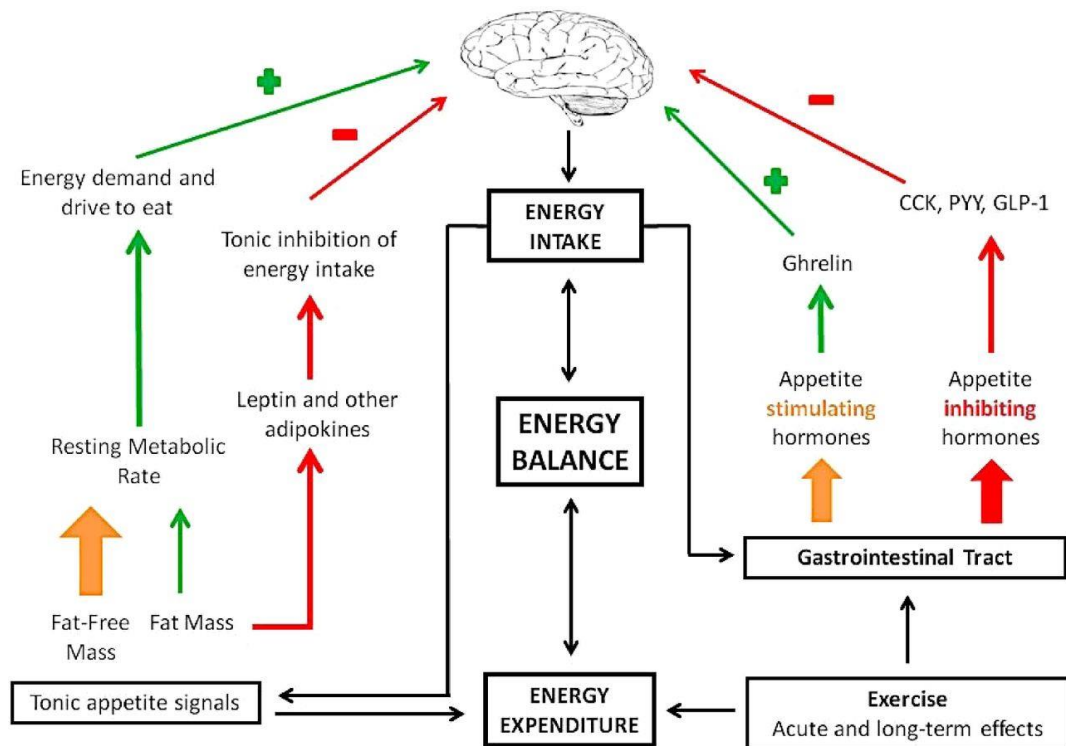 Energy demand and
drive to eat
Tonic inhibition of
energy intake
Leptin and other
adipokines
Resting Metabolic
Rate
Fat-Free
Mass
Fat Mass
Tonic appetite signals
ENERGY
INTAKE
ENERGY
BALANCE
ENERGY
EXPENDITURE
CCK, PYY, GLP-1
Ghrelin
Appetite
stimulating
hormones
Appetite
inhibiting
hormones
Gastrointestinal Tract
Exercise
Acute and long-term effects